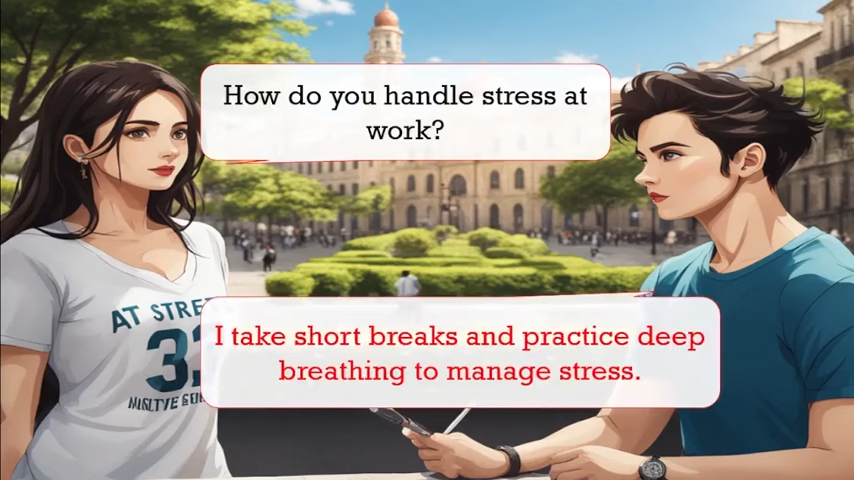 How do you handle stress at
work?
AT STRE
I take short breaks and practice deep
breathing to manage stress.